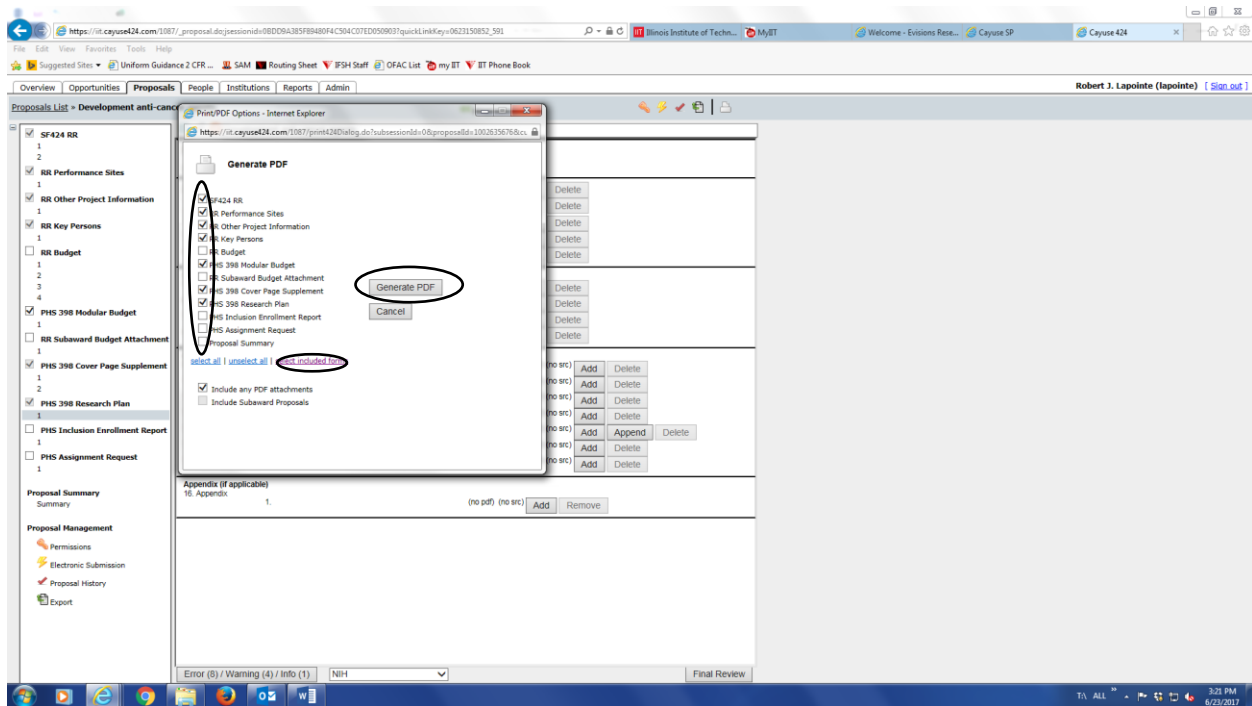 https://iit.cayuse424.com/1087/_proposal.do;jsessionid=0BDD9A385F89480F4C504C07ED050903?quickLinkKey=0623150852_591
Illinois Institute of Techn...
MyIIT
Welcome - Evisions Rese...
Cayuse SP
Cayuse 424
File Edit View Favorites Tools Help
Suggested Sites
Uniform Guidance 2 CFR ...
SAM
Routing Sheet
IFSH Staff
OFAC List
my IIT
IIT Phone Book
Overview Opportunities Proposals People Institutions Reports Admin
Robert J. Lapointe (lapointe) [ Sign out ]
Proposals List » Development anti-canc
SF424 RR
1
2
RR Performance Sites
1
RR Other Project Information
1
RR Key Persons
1
RR Budget
1
2
3
4
PHS 398 Modular Budget
1
RR Subaward Budget Attachment
1
PHS 398 Cover Page Supplement
1
2
PHS 398 Research Plan
1
PHS Inclusion Enrollment Report
1
PHS Assignment Request
1
Proposal Summary
Summary
Proposal Management
Permissions
Electronic Submission
Proposal History
Export
Print/PDF Options - Internet Explorer
https://iit.cayuse424.com/1087/print424Dialog.do?subsessionId=0&proposalId=1002635676&cu
Generate PDF
SF424 RR
RR Performance Sites
RR Other Project Information
RR Key Persons
RR Budget
PHS 398 Modular Budget
RR Subaward Budget Attachment
PHS 398 Cover Page Supplement
PHS 398 Research Plan
PHS Inclusion Enrollment Report
PHS Assignment Request
Proposal Summary
select all | unselect all | select included forms
Include any PDF attachments
Include Subaward Proposals
Generate PDF
Cancel
Delete
Delete
Delete
Delete
Delete
Delete
Delete
Delete
Delete
(no src) Add Delete
(no src) Add Delete
(no src) Add Delete
(no src) Add Delete
(no src) Add Append Delete
(no src) Add Delete
(no src) Add Delete
Appendix (if applicable)
16. Appendix
1. (no pdf) (no src) Add Remove
Error (8) / Warning (4) / Info (1) NIH Final Review
T:\ ALL
3:21 PM
6/23/2017